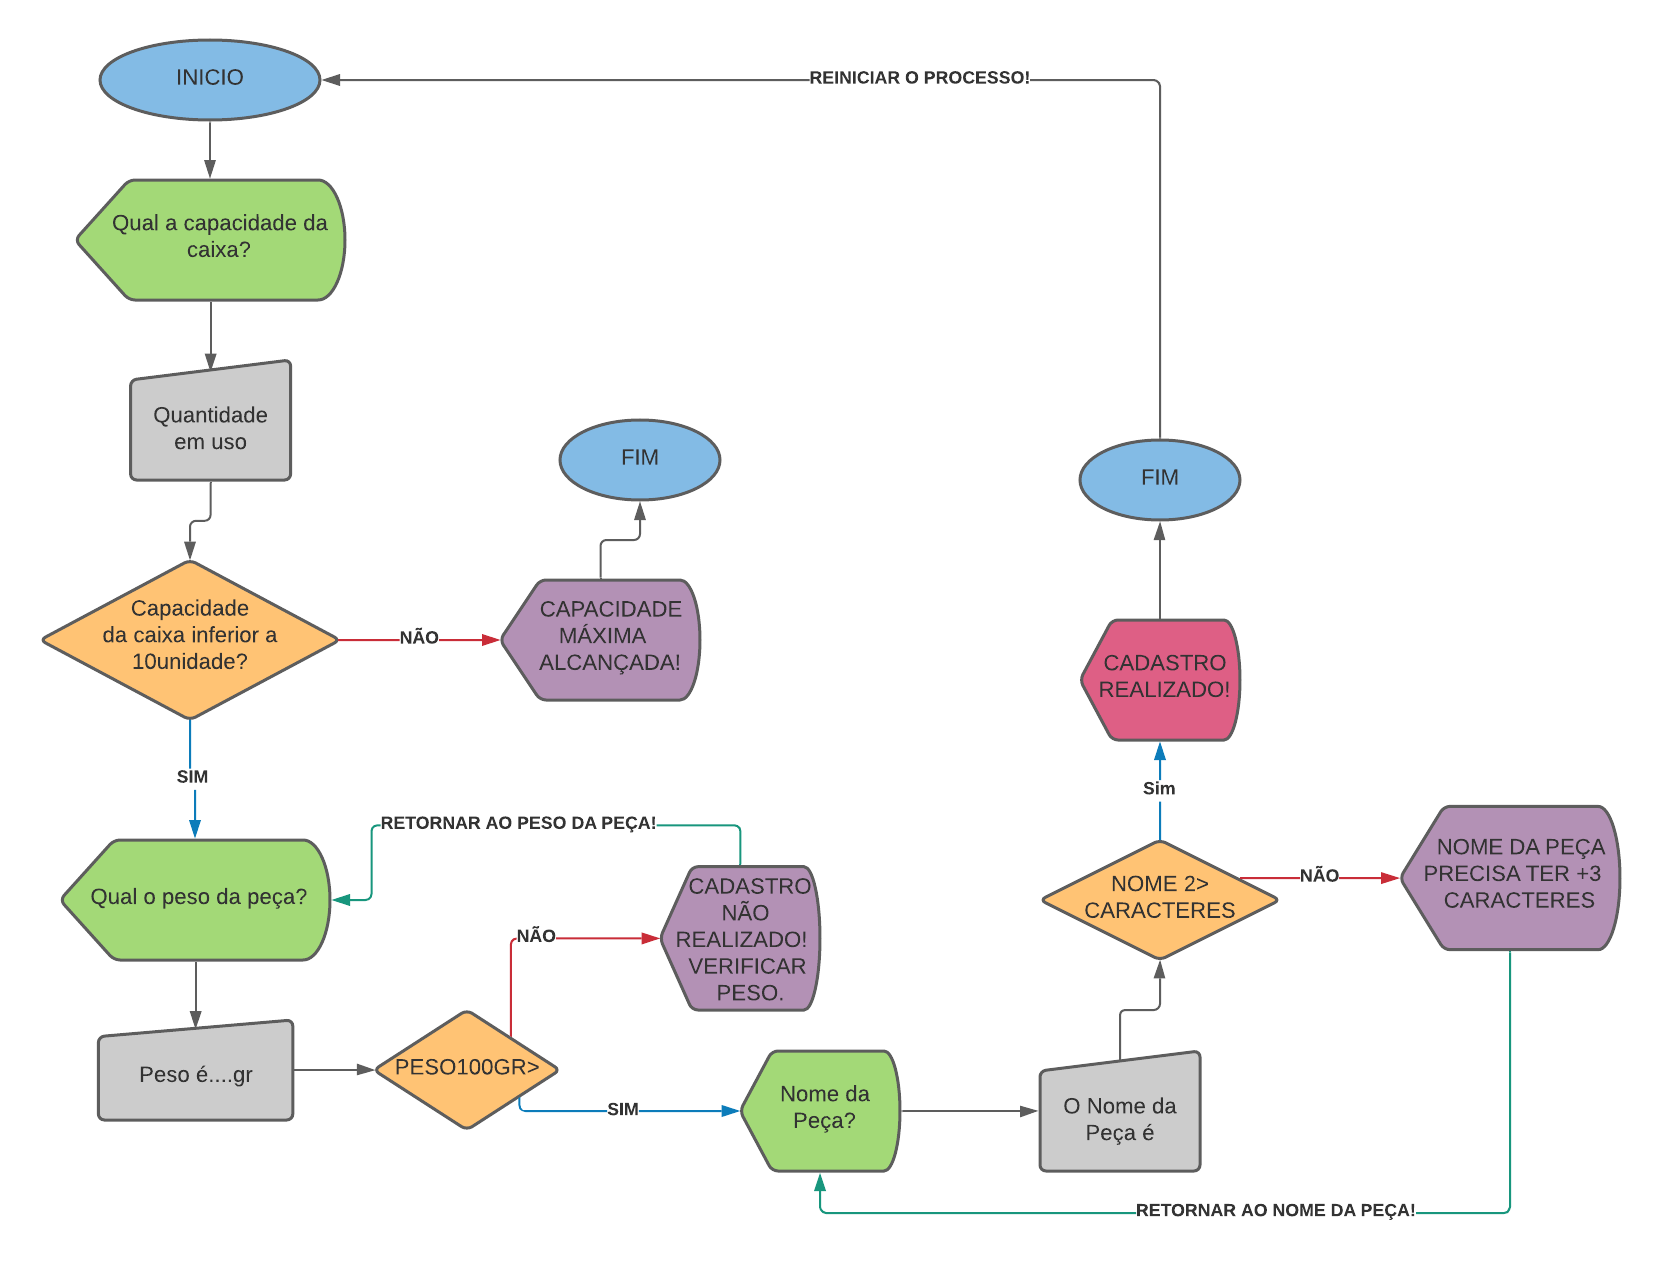 INICIO
REINICIAR O PROCESSO!
Qual a capacidade da
caixa?
Quantidade
em uso
FIM
FIM
Capacidade
da caixa inferior a
10unidade?
NÃO
CAPACIDADE
MÁXIMA
ALCANÇADA!
CADASTRO
REALIZADO!
SIM
Sim
RETORNAR AO PESO DA PEÇA!
Qual o peso da peça?
CADASTRO
NÃO
REALIZADO!
VERIFICAR
PESO.
NÃO
NOME 2>
CARACTERES
NÃO
NOME DA PEÇA
PRECISA TER +3
CARACTERES
Peso é....gr
PESO100GR>
SIM
Nome da
Peça?
O Nome da
Peça é
RETORNAR AO NOME DA PEÇA!